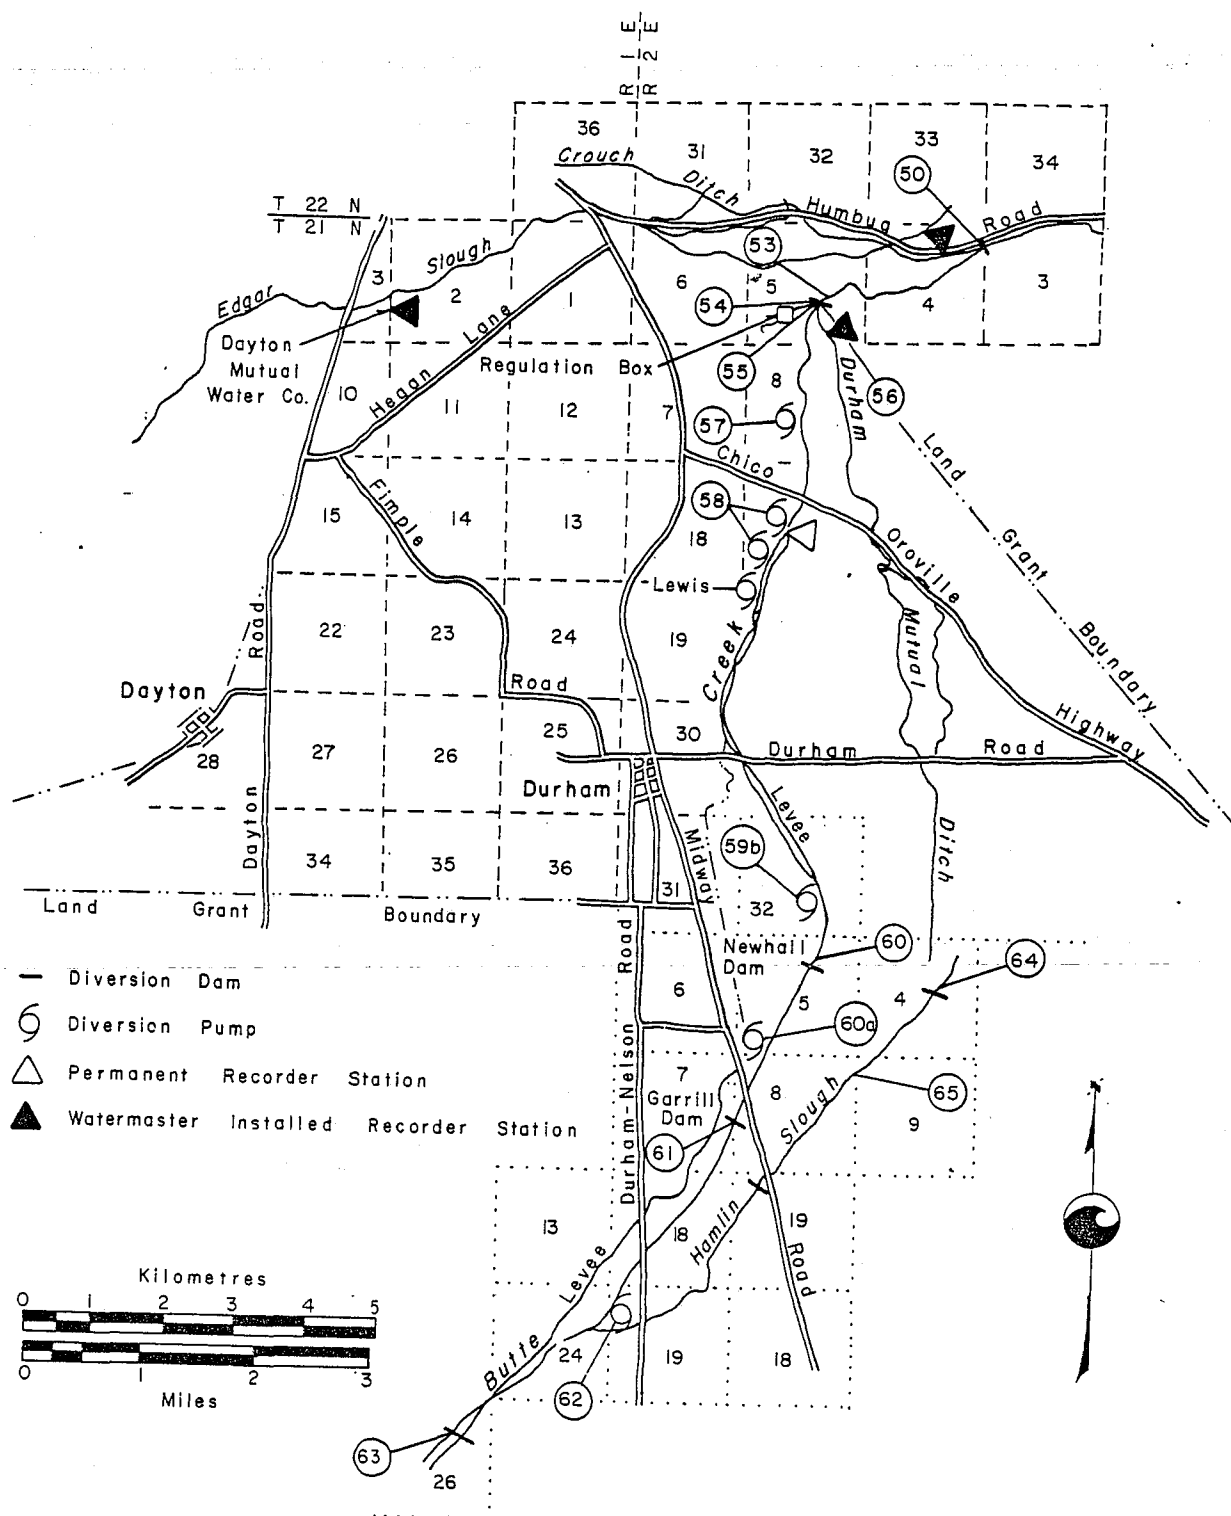 R 1 E
R 2 E
36
31
32
33
34
Crouch
Ditch
50
T 22 N
T 21 N
Humbug
Road
53
3
Slough
2
Edgar
1
6
5
4
3
54
Dayton
Mutual
Water Co.
Lane
Regulation Box
55
8
Durham
56
10
Hegan
11
12
7
57
Land
Chico
Fimple
15
14
13
58
18
Oroville
Grant
Lewis
Road
22
23
24
19
Creek
Mutual
Boundary
Dayton
Road
25
30
Highway
28
27
26
Durham
Road
Durham
Levee
Dayton
Midway
59b
Ditch
34
35
36
31
32
Land
Grant
Boundary
Road
Newhall
Dam
60
64
Diversion Dam
6
5
4
Diversion Pump
60a
Permanent Recorder Station
7
8
65
Watermaster Installed Recorder Station
Durham-Nelson
Garrill
Dam
Slough
9
61
13
18
Hamlin
19
Road
Levee
Kilometres
0 1 2 3 4 5
0 1 2 3
Miles
Butte
24
19
18
62
63
26
N